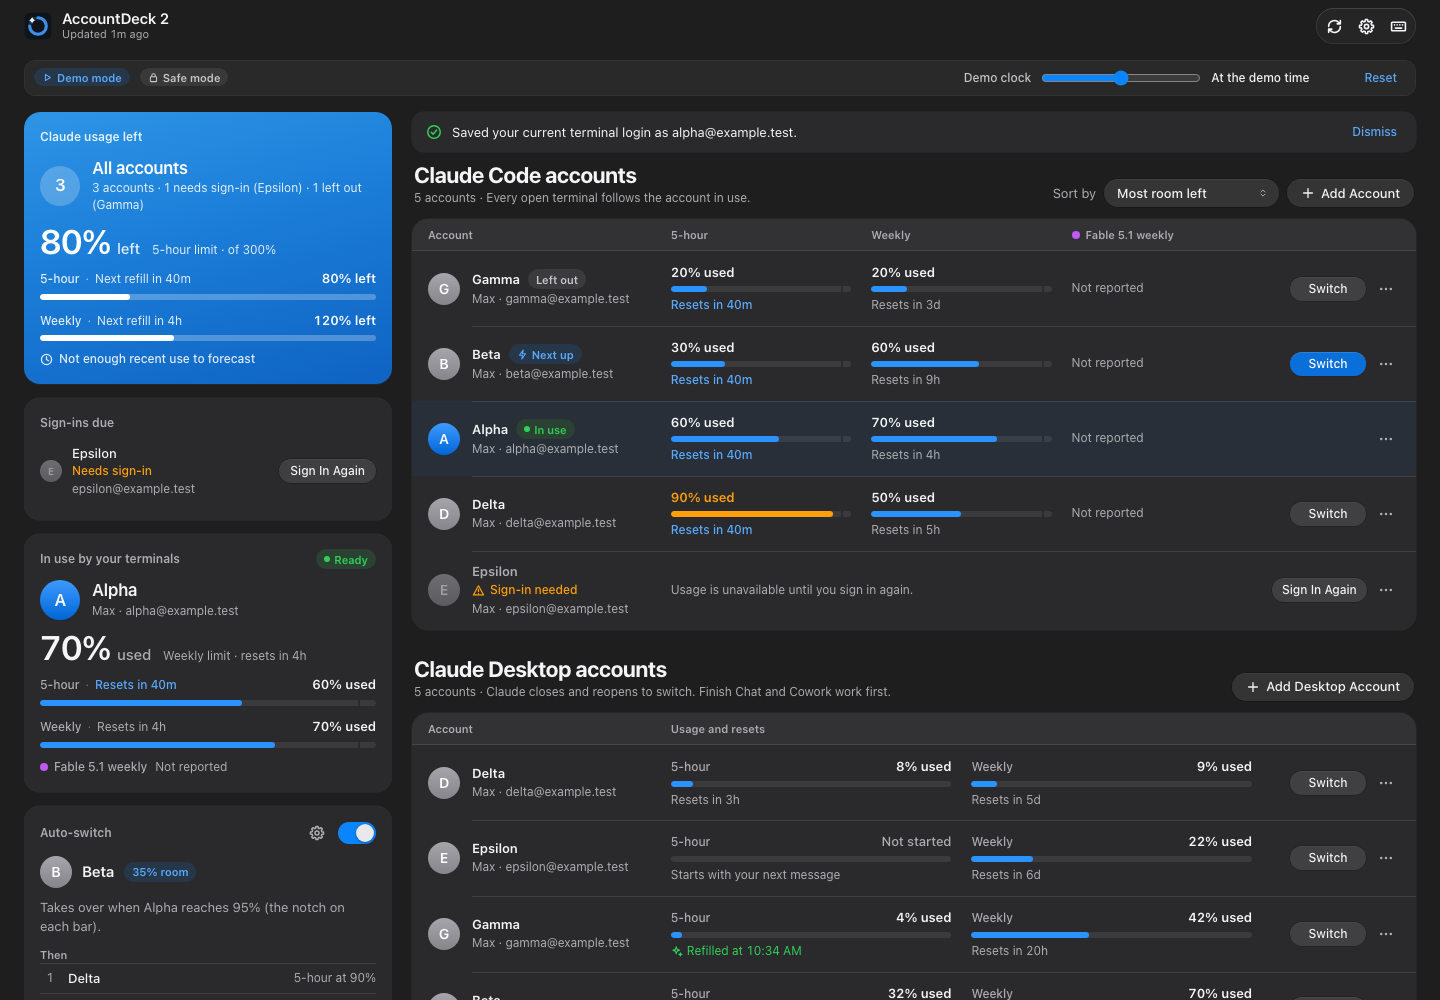 AccountDeck 2
Updated 1m ago
Demo mode
Safe mode
Demo clock
At the demo time
Reset
Claude usage left
3
All accounts
3 accounts · 1 needs sign-in (Epsilon) · 1 left out
(Gamma)
80% left 5-hour limit · of 300%
5-hour · Next refill in 40m 80% left
Weekly · Next refill in 4h 120% left
Not enough recent use to forecast
Sign-ins due
E
Epsilon
Needs sign-in
epsilon@example.test
Sign In Again
In use by your terminals
Ready
A
Alpha
Max · alpha@example.test
70% used Weekly limit · resets in 4h
5-hour · Resets in 40m 60% used
Weekly · Resets in 4h 70% used
Fable 5.1 weekly Not reported
Auto-switch
B
Beta
35% room
Takes over when Alpha reaches 95% (the notch on
each bar).
Then
1 Delta 5-hour at 90%
Saved your current terminal login as alpha@example.test.
Dismiss
Claude Code accounts
5 accounts · Every open terminal follows the account in use.
Sort by
Most room left
Add Account
Account 5-hour Weekly Fable 5.1 weekly
G
Gamma Left out
Max · gamma@example.test
20% used
Resets in 40m
20% used
Resets in 3d
Not reported
Switch
B
Beta Next up
Max · beta@example.test
30% used
Resets in 40m
60% used
Resets in 9h
Not reported
Switch
A
Alpha In use
Max · alpha@example.test
60% used
Resets in 40m
70% used
Resets in 4h
Not reported
D
Delta
Max · delta@example.test
90% used
Resets in 40m
50% used
Resets in 5h
Not reported
Switch
E
Epsilon
Sign-in needed
Max · epsilon@example.test
Usage is unavailable until you sign in again.
Sign In Again
Claude Desktop accounts
5 accounts · Claude closes and reopens to switch. Finish Chat and Cowork work first.
Add Desktop Account
Account Usage and resets
D
Delta
Max · delta@example.test
5-hour 8% used
Resets in 3h
Weekly 9% used
Resets in 5d
Switch
E
Epsilon
Max · epsilon@example.test
5-hour Not started
Starts with your next message
Weekly 22% used
Resets in 6d
Switch
G
Gamma
Max · gamma@example.test
5-hour 4% used
Refilled at 10:34 AM
Weekly 42% used
Resets in 20h
Switch
Beta
5-hour 32% used
Weekly 70% used